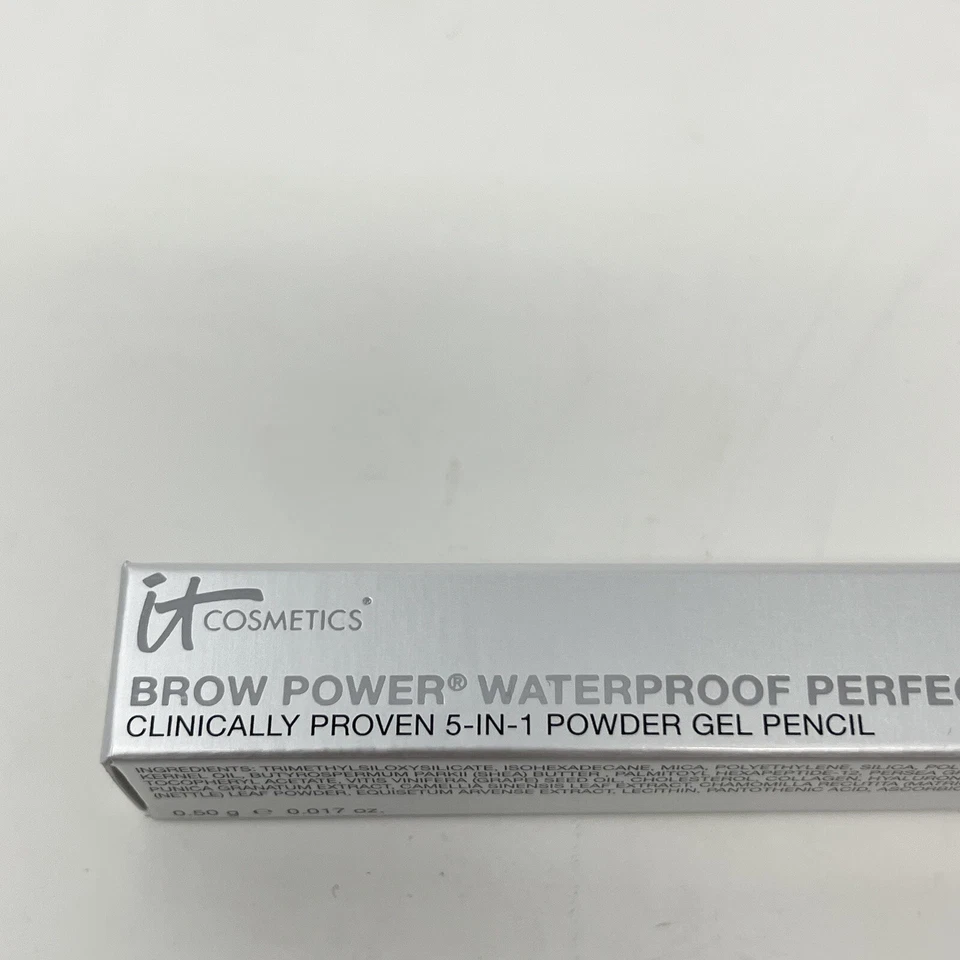 it COSMETICS®
BROW POWER® WATERPROOF PERFEC
CLINICALLY PROVEN 5-IN-1 POWDER GEL PENCIL
INGREDIENTS: TRIMETHYLSILOXYSILICATE, ISOHEXADECANE, MICA, POLYETHYLENE, SILICA, POL
KERNEL OIL, BUTYROSPERMUM PARKII (SHEA) BUTTER, PALMITOYL HEXAPEPTIDE-12, PERSEA G
TOCOPHERYL ACETATE, VITIS VINIFERA (GRAPE) SEED OIL, CHOLESTEROL, COLLAGEN,
PUNICA GRANATUM EXTRACT, CAMELLIA SINENSIS LEAF EXTRACT, CHAMOMILLA RECUTITA
(NETTLE) LEAF POWDER, EQUISETUM ARVENSE EXTRACT, LECITHIN, PANTOTHENIC ACID,
0.50 g ℮ 0.017 oz.